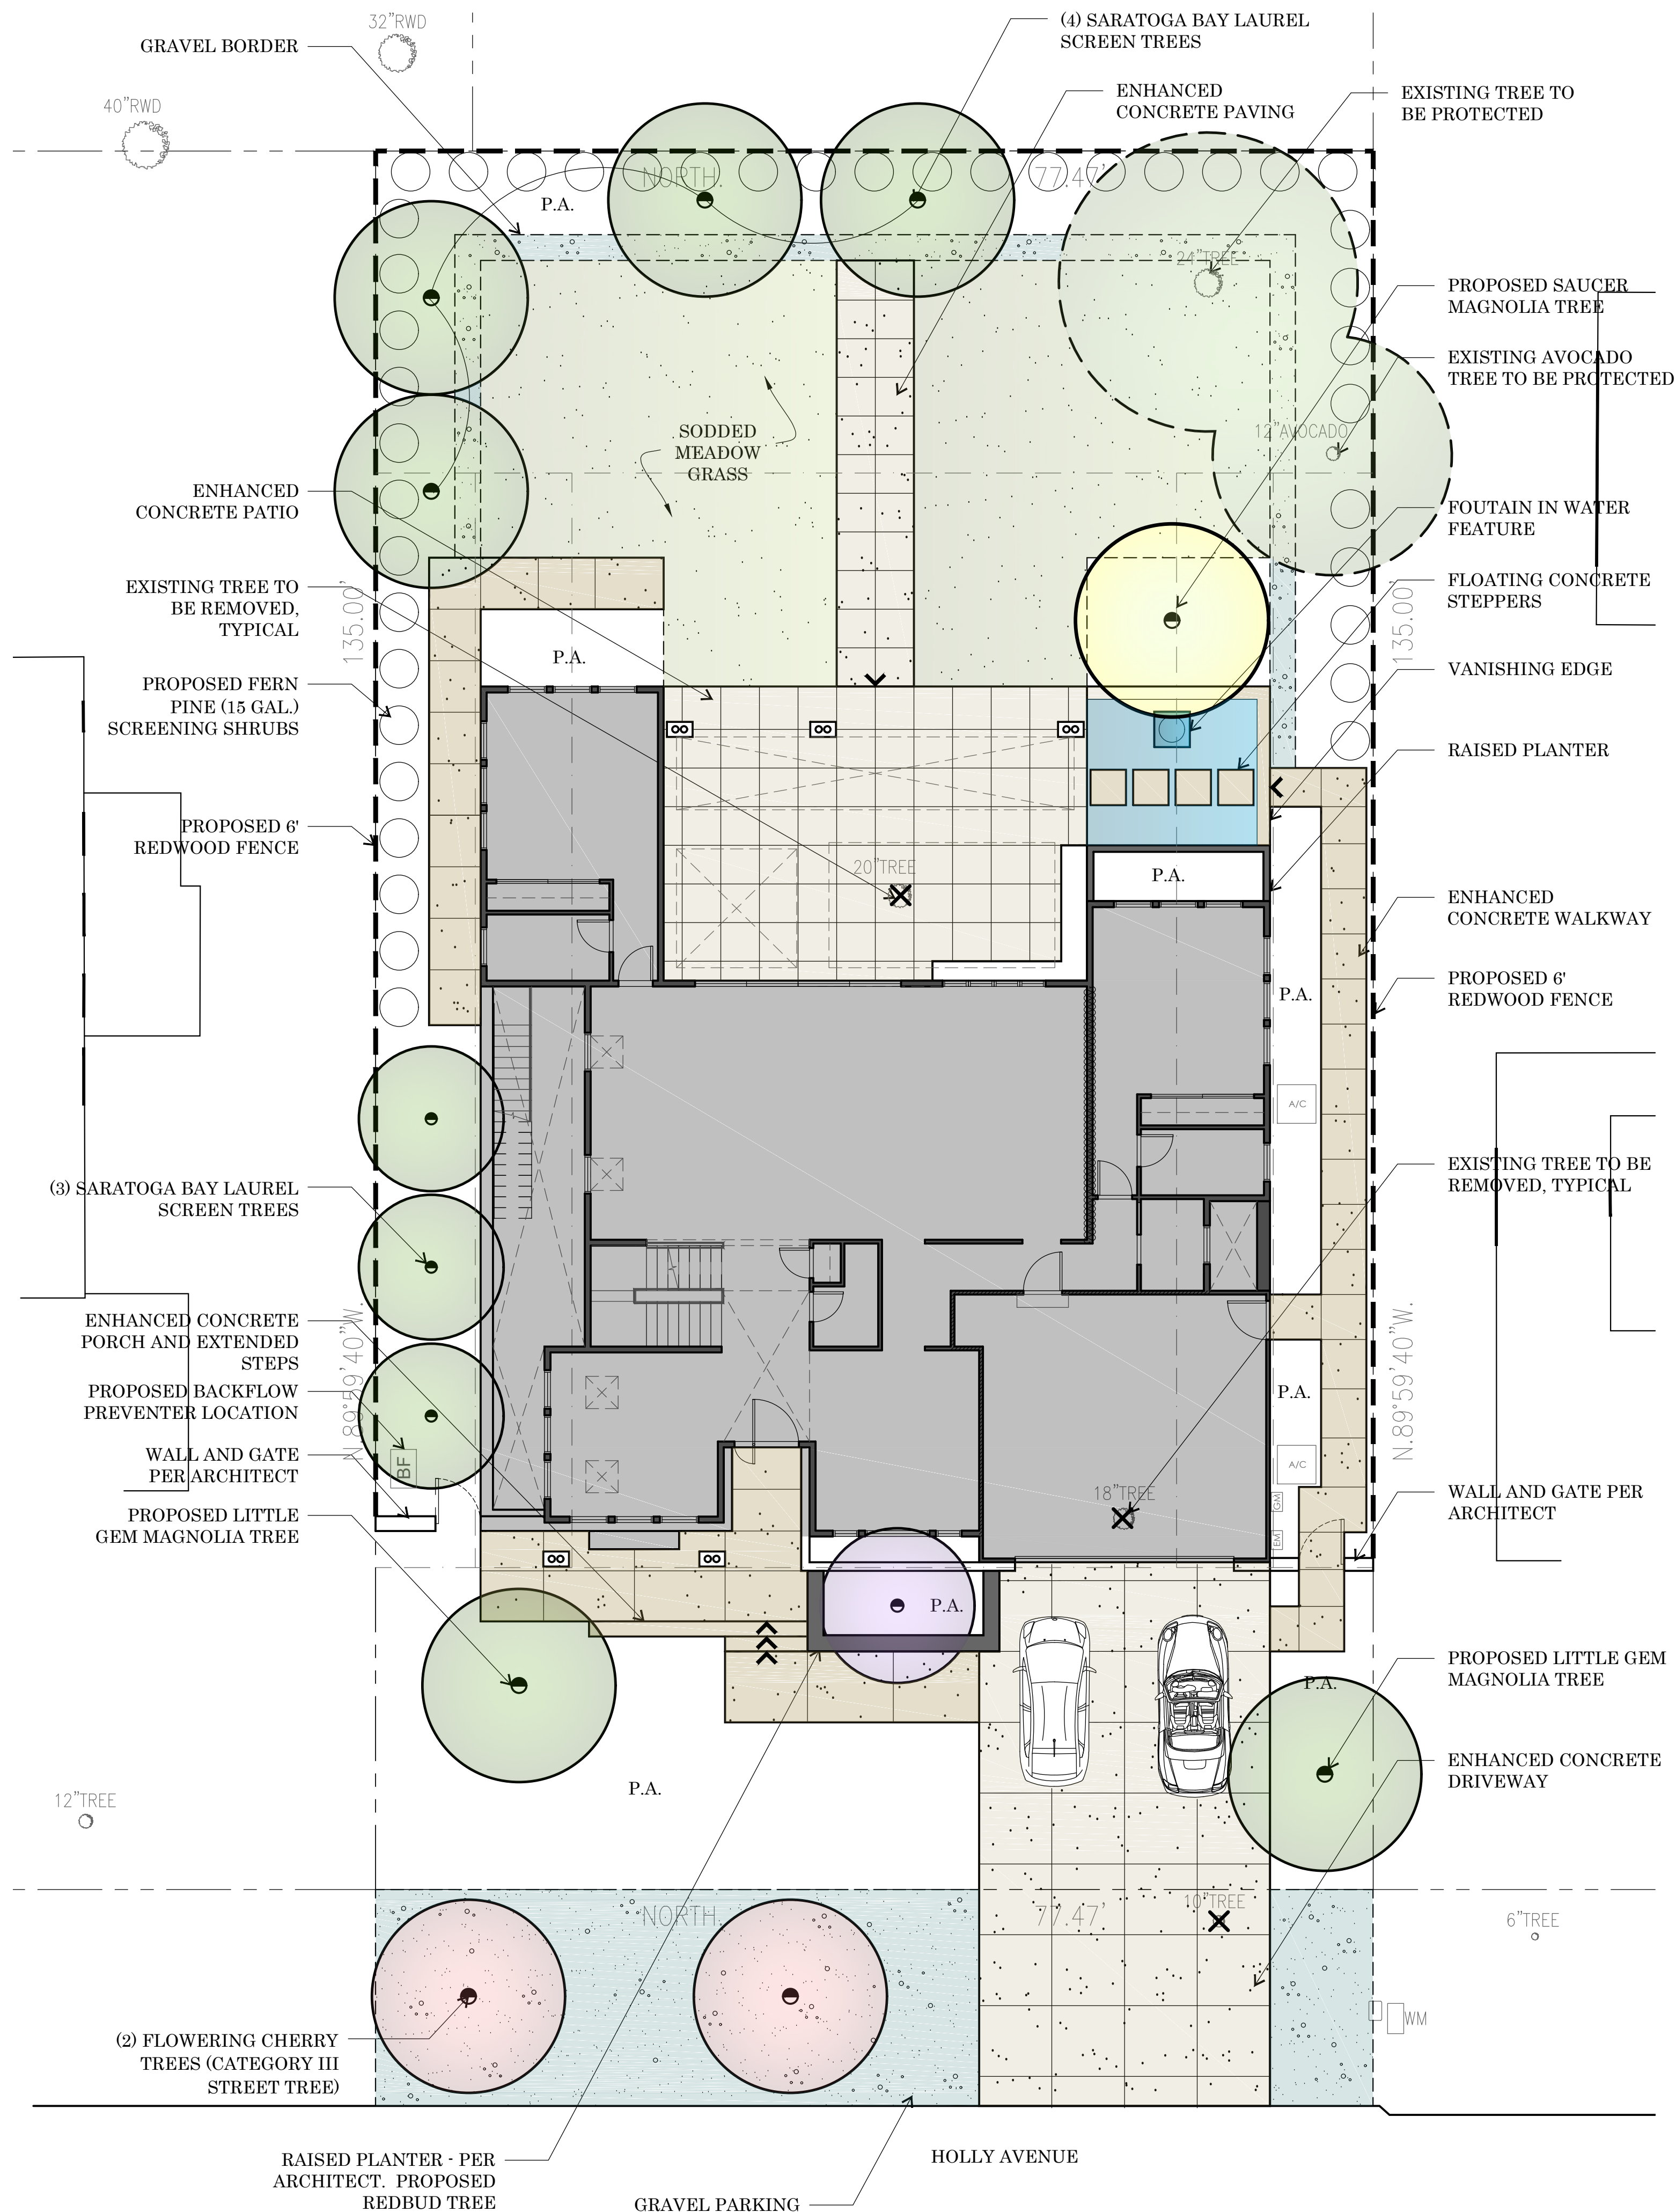 32"RWD
(4) SARATOGA BAY LAUREL
SCREEN TREES
GRAVEL BORDER
ENHANCED
CONCRETE PAVING
EXISTING TREE TO
BE PROTECTED
40"RWD
NORTH.
77.47'
P.A.
24"TREE
PROPOSED SAUCER
MAGNOLIA TREE
EXISTING AVOCADO
TREE TO BE PROTECTED
12"AVOCADO
SODDED
MEADOW
GRASS
ENHANCED
CONCRETE PATIO
FOUTAIN IN WATER
FEATURE
EXISTING TREE TO
BE REMOVED,
TYPICAL
FLOATING CONCRETE
STEPPERS
135.00'
135.00'
P.A.
VANISHING EDGE
PROPOSED FERN
PINE (15 GAL.)
SCREENING SHRUBS
RAISED PLANTER
PROPOSED 6'
REDWOOD FENCE
20"TREE
P.A.
ENHANCED
CONCRETE WALKWAY
P.A.
PROPOSED 6'
REDWOOD FENCE
A/C
EXISTING TREE TO BE
REMOVED, TYPICAL
(3) SARATOGA BAY LAUREL
SCREEN TREES
ENHANCED CONCRETE
PORCH AND EXTENDED
STEPS
N.89°59'40"W.
N.89°59'40"W.
P.A.
PROPOSED BACKFLOW
PREVENTER LOCATION
BF
WALL AND GATE
PER ARCHITECT
A/C
18"TREE
GM
EM
WALL AND GATE PER
ARCHITECT
PROPOSED LITTLE
GEM MAGNOLIA TREE
P.A.
PROPOSED LITTLE GEM
MAGNOLIA TREE
P.A.
ENHANCED CONCRETE
DRIVEWAY
P.A.
12"TREE
NORTH.
77.47'
10"TREE
6"TREE
WM
(2) FLOWERING CHERRY
TREES (CATEGORY III
STREET TREE)
HOLLY AVENUE
RAISED PLANTER - PER
ARCHITECT.  PROPOSED
REDBUD TREE
GRAVEL PARKING